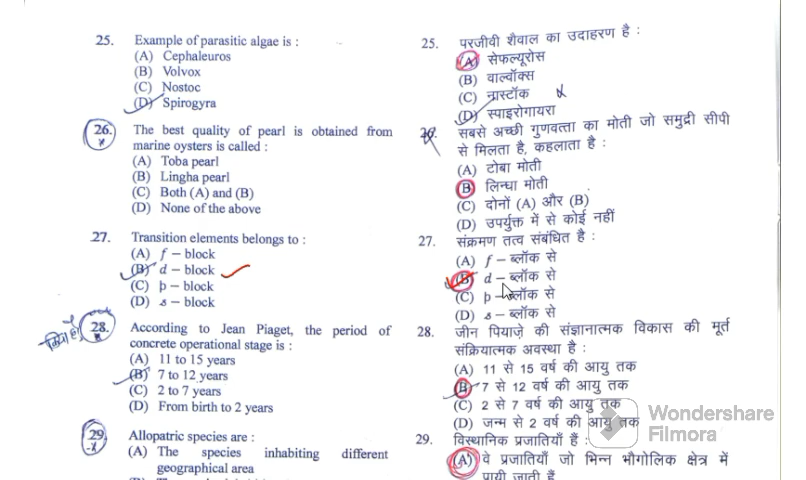 25. Example of parasitic algae is :
(A) Cephaleuros
(B) Volvox
(C) Nostoc
(D) Spirogyra
26. The best quality of pearl is obtained from
marine oysters is called :
(A) Toba pearl
(B) Lingha pearl
(C) Both (A) and (B)
(D) None of the above
27. Transition elements belongs to :
(A) f – block
(B) d – block
(C) p – block
(D) s – block
28. According to Jean Piaget, the period of
concrete operational stage is :
(A) 11 to 15 years
(B) 7 to 12 years
(C) 2 to 7 years
(D) From birth to 2 years
29. Allopatric species are :
(A) The species inhabiting different
geographical area
25. परजीवी शैवाल का उदाहरण है :
(A) सेफल्यूरोस
(B) वाल्वॉक्स
(C) नास्टॉक
(D) स्पाइरोगायरा
26. सबसे अच्छी गुणवत्ता का मोती जो समुद्री सीपी
से मिलता है, कहलाता है :
(A) टोबा मोती
(B) लिन्घा मोती
(C) दोनों (A) और (B)
(D) उपर्युक्त में से कोई नहीं
27. संक्रमण तत्व संबंधित है :
(A) f – ब्लॉक से
(B) d – ब्लॉक से
(C) p – ब्लॉक से
(D) s – ब्लॉक से
28. जीन पियाज़े की संज्ञानात्मक विकास की मूर्त
संक्रियात्मक अवस्था है :
(A) 11 से 15 वर्ष की आयु तक
(B) 7 से 12 वर्ष की आयु तक
(C) 2 से 7 वर्ष की आयु तक
(D) जन्म से 2 वर्ष की आयु तक
29. विस्थानिक प्रजातियाँ हैं :
(A) वे प्रजातियाँ जो भिन्न भौगोलिक क्षेत्र में
पायी जाती हैं
Wondershare
Filmora